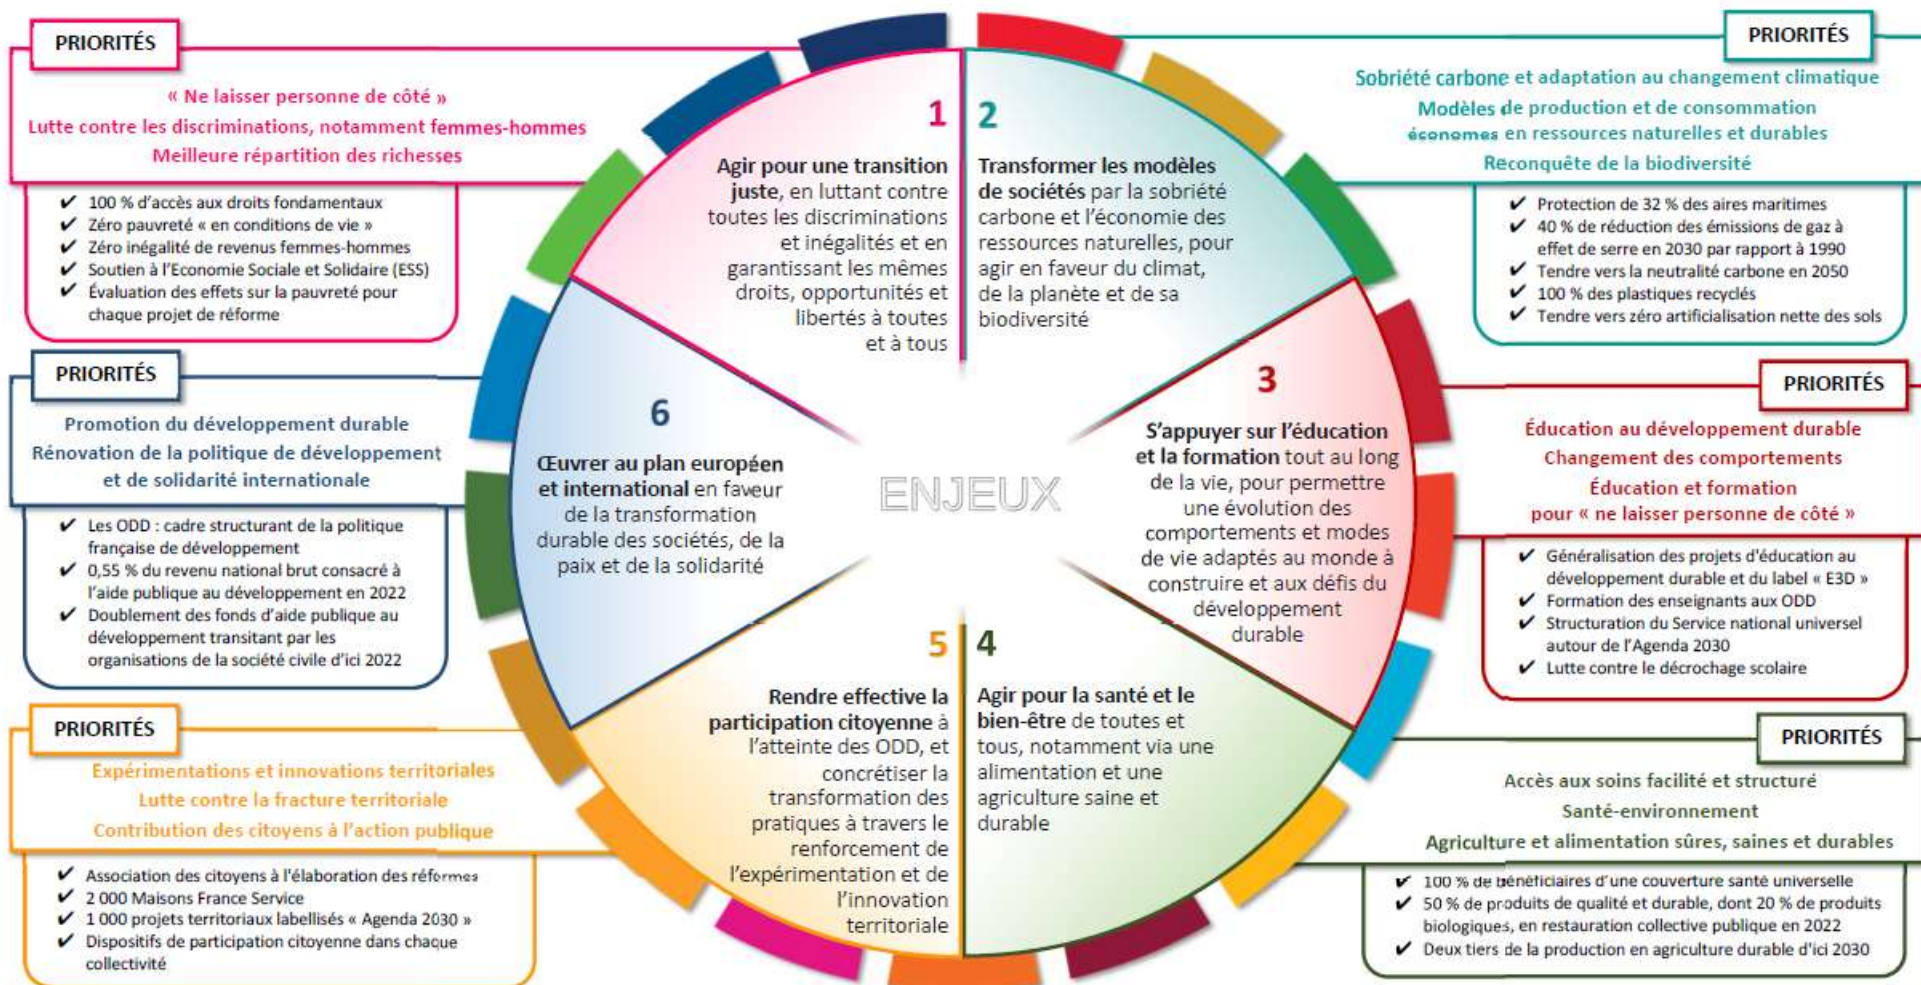 PRIORITÉS
« Ne laisser personne de côté »
Lutte contre les discriminations, notamment femmes-hommes
Meilleure répartition des richesses
✔ 100 % d'accès aux droits fondamentaux
✔ Zéro pauvreté « en conditions de vie »
✔ Zéro inégalité de revenus femmes-hommes
✔ Soutien à l'Economie Sociale et Solidaire (ESS)
✔ Évaluation des effets sur la pauvreté pour
chaque projet de réforme
1
Agir pour une transition
juste, en luttant contre
toutes les discriminations
et inégalités et en
garantissant les mêmes
droits, opportunités et
libertés à toutes
et à tous
2
Transformer les modèles
de sociétés par la sobriété
carbone et l'économie des
ressources naturelles, pour
agir en faveur du climat,
de la planète et de sa
biodiversité
PRIORITÉS
Sobriété carbone et adaptation au changement climatique
Modèles de production et de consommation
économes en ressources naturelles et durables
Reconquête de la biodiversité
✔ Protection de 32 % des aires maritimes
✔ 40 % de réduction des émissions de gaz à
effet de serre en 2030 par rapport à 1990
✔ Tendre vers la neutralité carbone en 2050
✔ 100 % des plastiques recyclés
✔ Tendre vers zéro artificialisation nette des sols
PRIORITÉS
Promotion du développement durable
Rénovation de la politique de développement
et de solidarité internationale
✔ Les ODD : cadre structurant de la politique
française de développement
✔ 0,55 % du revenu national brut consacré à
l'aide publique au développement en 2022
✔ Doublement des fonds d'aide publique au
développement transitant par les
organisations de la société civile d'ici 2022
6
Œuvrer au plan européen
et international en faveur
de la transformation
durable des sociétés, de la
paix et de la solidarité
ENJEUX
3
S'appuyer sur l'éducation
et la formation tout au long
de la vie, pour permettre
une évolution des
comportements et modes
de vie adaptés au monde à
construire et aux défis du
développement
durable
PRIORITÉS
Éducation au développement durable
Changement des comportements
Éducation et formation
pour « ne laisser personne de côté »
✔ Généralisation des projets d'éducation au
développement durable et du label « E3D »
✔ Formation des enseignants aux ODD
✔ Structuration du Service national universel
autour de l'Agenda 2030
✔ Lutte contre le décrochage scolaire
PRIORITÉS
Expérimentations et innovations territoriales
Lutte contre la fracture territoriale
Contribution des citoyens à l'action publique
✔ Association des citoyens à l'élaboration des réformes
✔ 2 000 Maisons France Service
✔ 1 000 projets territoriaux labellisés « Agenda 2030 »
✔ Dispositifs de participation citoyenne dans chaque
collectivité
5
Rendre effective la
participation citoyenne à
l'atteinte des ODD, et
concrétiser la
transformation des
pratiques à travers le
renforcement de
l'expérimentation et de
l'innovation
territoriale
4
Agir pour la santé et le
bien-être de toutes et
tous, notamment via une
alimentation et une
agriculture saine et
durable
PRIORITÉS
Accès aux soins facilité et structuré
Santé-environnement
Agriculture et alimentation sûres, saines et durables
✔ 100 % de bénéficiaires d'une couverture santé universelle
✔ 50 % de produits de qualité et durable, dont 20 % de produits
biologiques, en restauration collective publique en 2022
✔ Deux tiers de la production en agriculture durable d'ici 2030